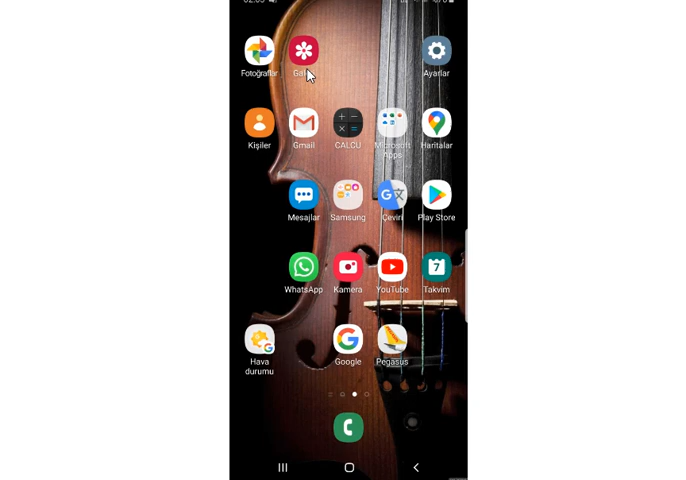 Fotoğraflar
Ayarlar
Kişiler
Gmail
CALCU
Microsoft
Apps
Haritalar
Mesajlar
Samsung
Çeviri
Play Store
WhatsApp
Kamera
YouTube
7
Takvim
Hava
durumu
Google
Pegasus